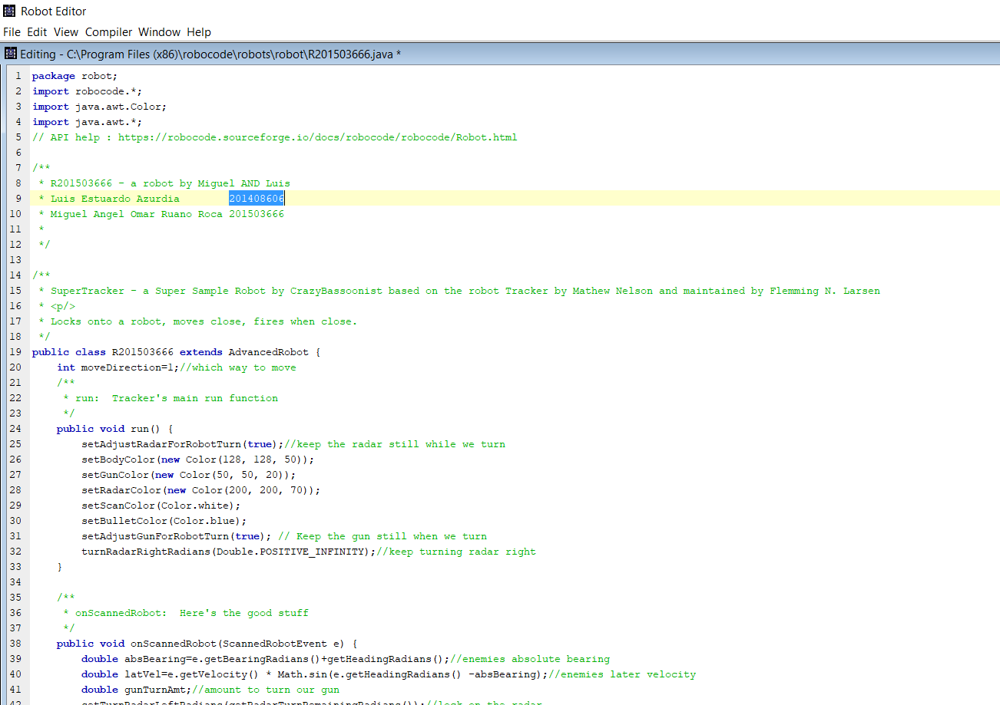 Robot Editor
File Edit View Compiler Window Help
Editing - C:\Program Files (x86)\robocode\robots\robot\R201503666.java *
1 package robot;
2 import robocode.*;
3 import java.awt.Color;
4 import java.awt.*;
5 // API help : https://robocode.sourceforge.io/docs/robocode/robocode/Robot.html
6
7 /**
8 * R201503666 - a robot by Miguel AND Luis
9 * Luis Estuardo Azurdia 201408606
10 * Miguel Angel Omar Ruano Roca 201503666
11 *
12 */
13
14 /**
15 * SuperTracker - a Super Sample Robot by CrazyBassoonist based on the robot Tracker by Mathew Nelson and maintained by Flemming N. Larsen
16 * <p/>
17 * Locks onto a robot, moves close, fires when close.
18 */
19 public class R201503666 extends AdvancedRobot {
20 int moveDirection=1;//which way to move
21 /**
22 * run: Tracker's main run function
23 */
24 public void run() {
25 setAdjustRadarForRobotTurn(true);//keep the radar still while we turn
26 setBodyColor(new Color(128, 128, 50));
27 setGunColor(new Color(50, 50, 20));
28 setRadarColor(new Color(200, 200, 70));
29 setScanColor(Color.white);
30 setBulletColor(Color.blue);
31 setAdjustGunForRobotTurn(true); // Keep the gun still when we turn
32 turnRadarRightRadians(Double.POSITIVE_INFINITY);//keep turning radar right
33 }
34
35 /**
36 * onScannedRobot: Here's the good stuff
37 */
38 public void onScannedRobot(ScannedRobotEvent e) {
39 double absBearing=e.getBearingRadians()+getHeadingRadians();//enemies absolute bearing
40 double latVel=e.getVelocity() * Math.sin(e.getHeadingRadians() -absBearing);//enemies later velocity
41 double gunTurnAmt;//amount to turn our gun
42 setTurnRadarLeftRadians(getRadarTurnRemainingRadians());//lock on the radar